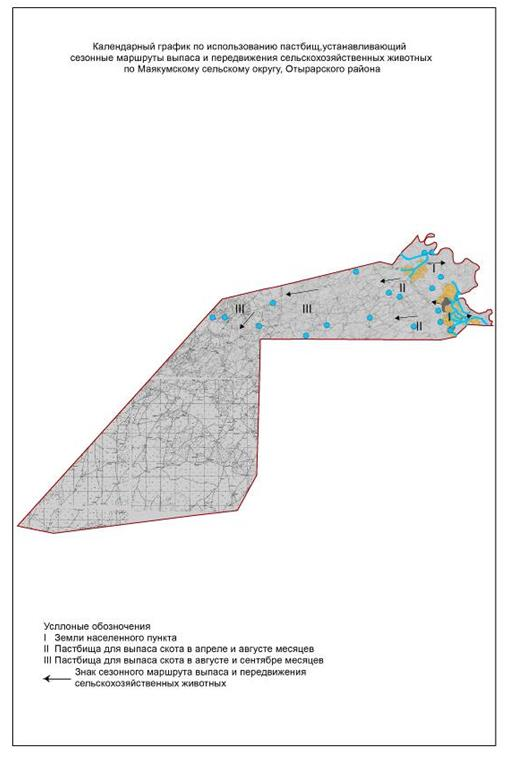 Календарный график по использованию пастбищ,устанавливающий
сезонные маршруты выпаса и передвижения сельскохозяйственных животных
по Маякумскому сельскому округу, Отырарского района
I
II
III
III
II
I
Усллоные обозночения
I Земли населенного пункта
II Пастбища для выпаса скота в апреле и августе месяцев
III Пастбища для выпаса скота в августе и сентябре месяцев
Знак сезонного маршрута выпаса и передвижения
сельскохозяйственных животных